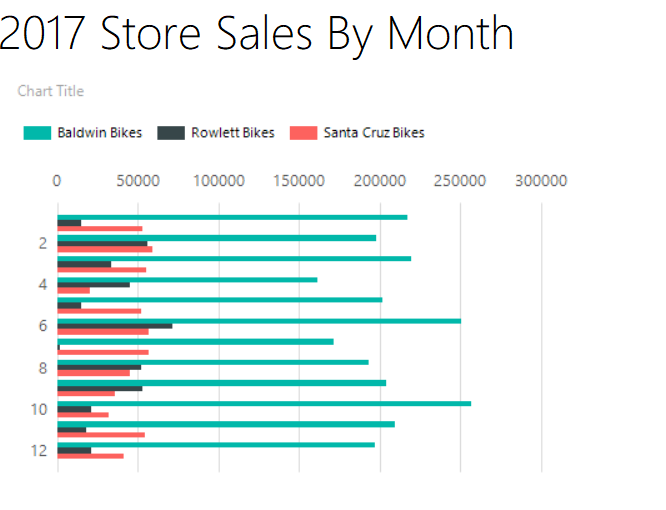 2017 Store Sales By Month
Chart Title
Baldwin Bikes Rowlett Bikes Santa Cruz Bikes
0 50000 100000 150000 200000 250000 300000
2
4
6
8
10
12